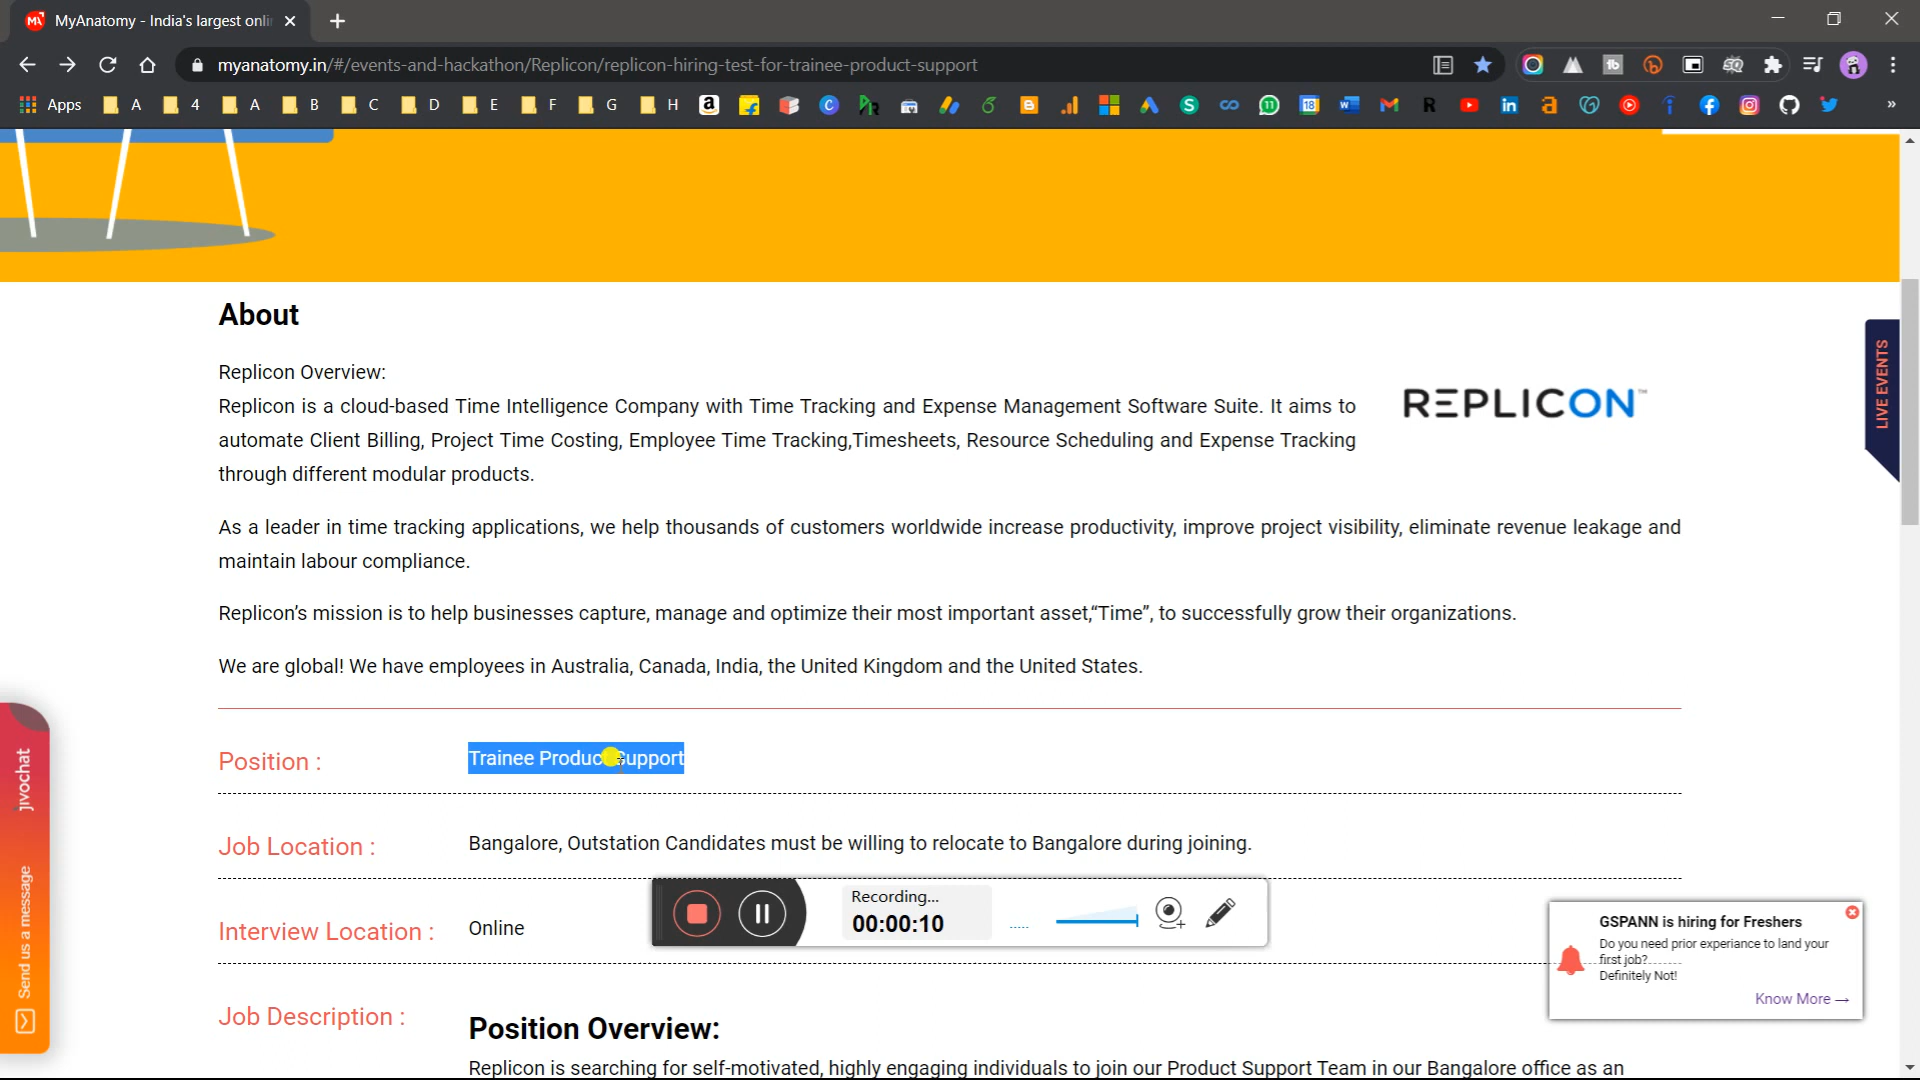 MyAnatomy - India's largest onli
myanatomy.in/#/events-and-hackathon/Replicon/replicon-hiring-test-for-trainee-product-support
Apps A 4 A B C D E F G H
About
Replicon Overview:
Replicon is a cloud-based Time Intelligence Company with Time Tracking and Expense Management Software Suite. It aims to
automate Client Billing, Project Time Costing, Employee Time Tracking,Timesheets, Resource Scheduling and Expense Tracking
through different modular products.
REPLICON™
LIVE EVENTS
As a leader in time tracking applications, we help thousands of customers worldwide increase productivity, improve project visibility, eliminate revenue leakage and
maintain labour compliance.
Replicon’s mission is to help businesses capture, manage and optimize their most important asset,“Time”, to successfully grow their organizations.
We are global! We have employees in Australia, Canada, India, the United Kingdom and the United States.
Position : Trainee Product Support
Job Location : Bangalore, Outstation Candidates must be willing to relocate to Bangalore during joining.
Interview Location : Online
Recording...
00:00:10
GSPANN is hiring for Freshers
Do you need prior experiance to land your
first job?
Definitely Not!
Know More →
jivochat
Send us a message
Job Description : Position Overview:
Replicon is searching for self-motivated, highly engaging individuals to join our Product Support Team in our Bangalore office as an